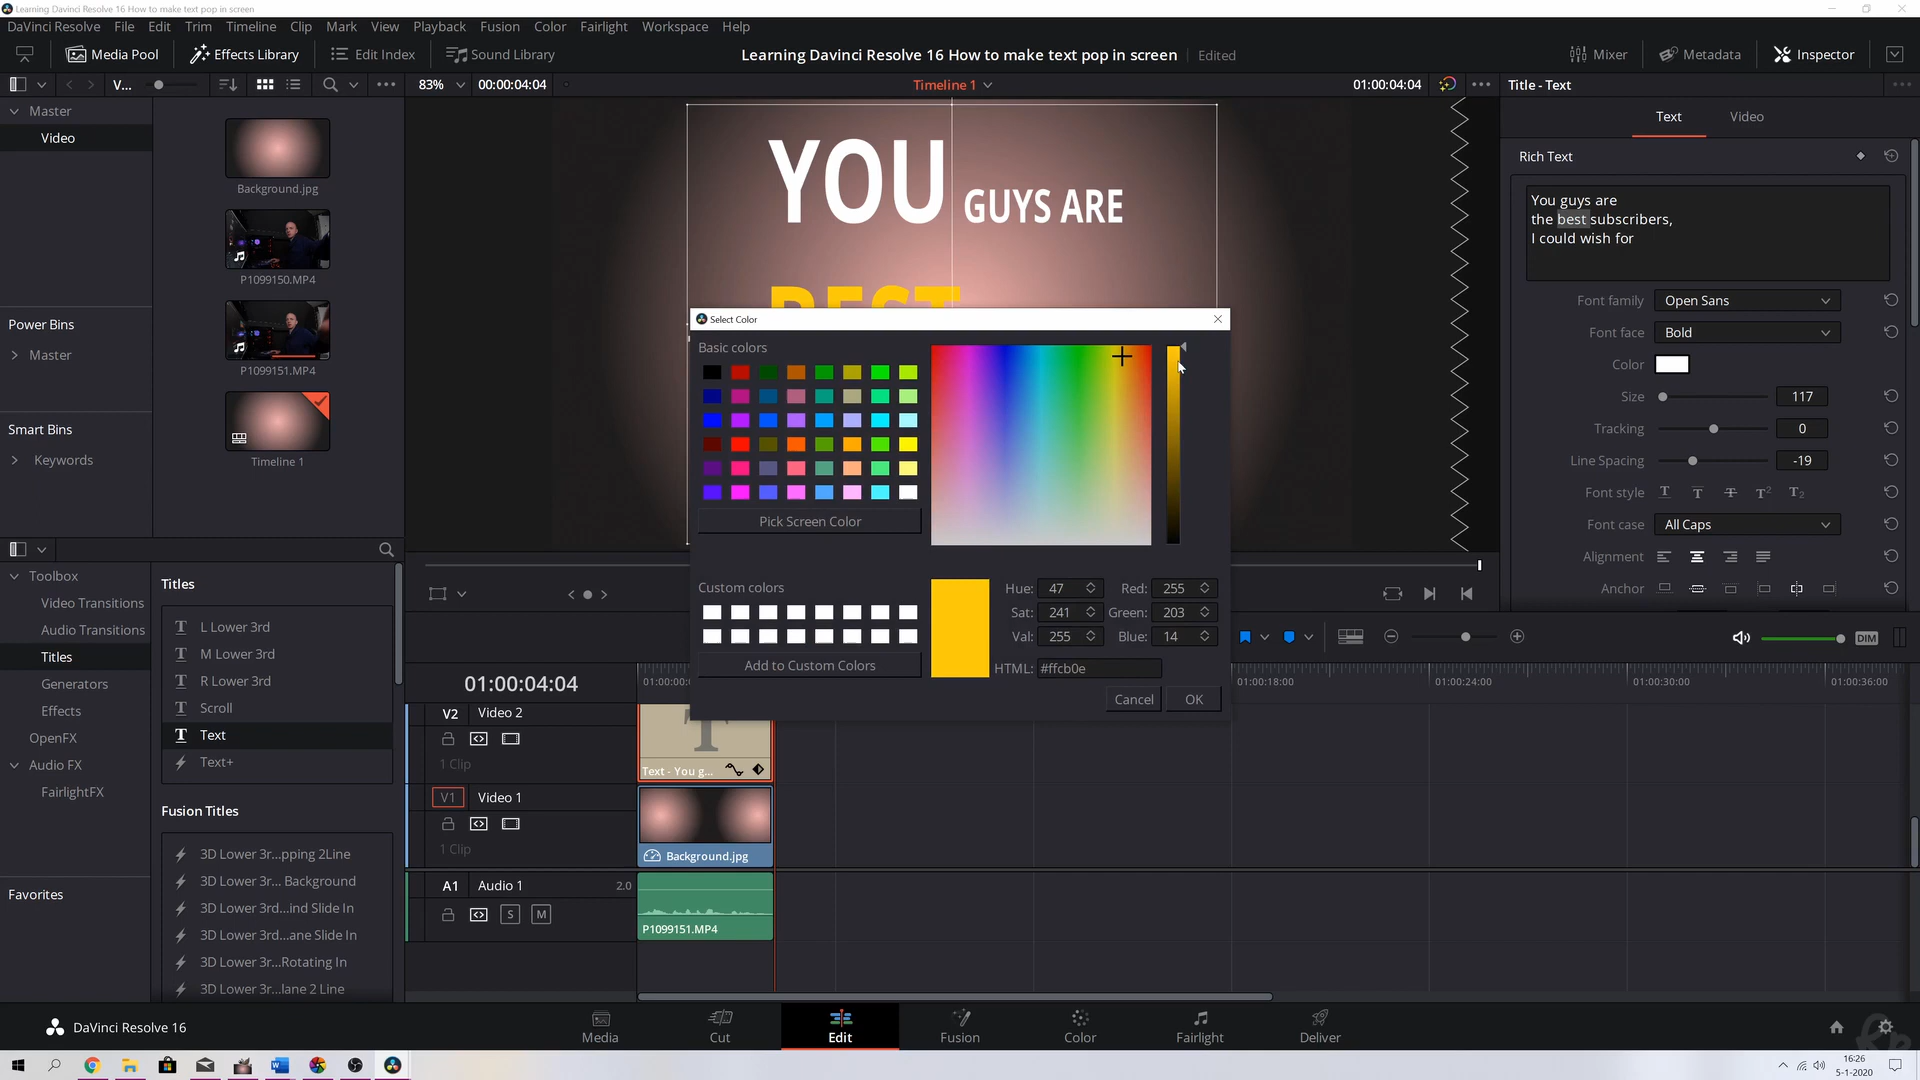 Learning Davinci Resolve 16 How to make text pop in screen
DaVinci Resolve File Edit Trim Timeline Clip Mark View Playback Fusion Color Fairlight Workspace Help
Media Pool Effects Library Edit Index Sound Library
Learning Davinci Resolve 16 How to make text pop in screen Edited
Mixer Metadata Inspector
V...
83% 00:00:04:04
Timeline 1
01:00:04:04
Title - Text
Master
Video
Background.jpg
P1099150.MP4
P1099151.MP4
Timeline 1
Power Bins
Master
Smart Bins
Keywords
YOU GUYS ARE
BEST
Text Video
Rich Text
You guys are
the best subscribers,
I could wish for
Font family Open Sans
Font face Bold
Color
Size 117
Tracking 0
Line Spacing -19
Font style T T T T² T₂
Font case All Caps
Alignment
Anchor
Select Color
Basic colors
Pick Screen Color
Custom colors
Add to Custom Colors
Hue: 47 Red: 255
Sat: 241 Green: 203
Val: 255 Blue: 14
HTML: #ffcb0e
Cancel OK
Toolbox
Video Transitions
Audio Transitions
Titles
Generators
Effects
OpenFX
Audio FX
FairlightFX
Favorites
Titles
L Lower 3rd
M Lower 3rd
R Lower 3rd
Scroll
Text
Text+
Fusion Titles
3D Lower 3r...pping 2Line
3D Lower 3r... Background
3D Lower 3rd...ind Slide In
3D Lower 3rd...ane Slide In
3D Lower 3r...Rotating In
3D Lower 3r...lane 2 Line
DIM
01:00:04:04
01:00:18:00 01:00:24:00 01:00:30:00 01:00:36:00
V2 Video 2
1 Clip
Text - You g...
V1 Video 1
1 Clip
Background.jpg
A1 Audio 1 2.0
S M
P1099151.MP4
DaVinci Resolve 16
Media Cut Edit Fusion Color Fairlight Deliver
16:26
5-1-2020